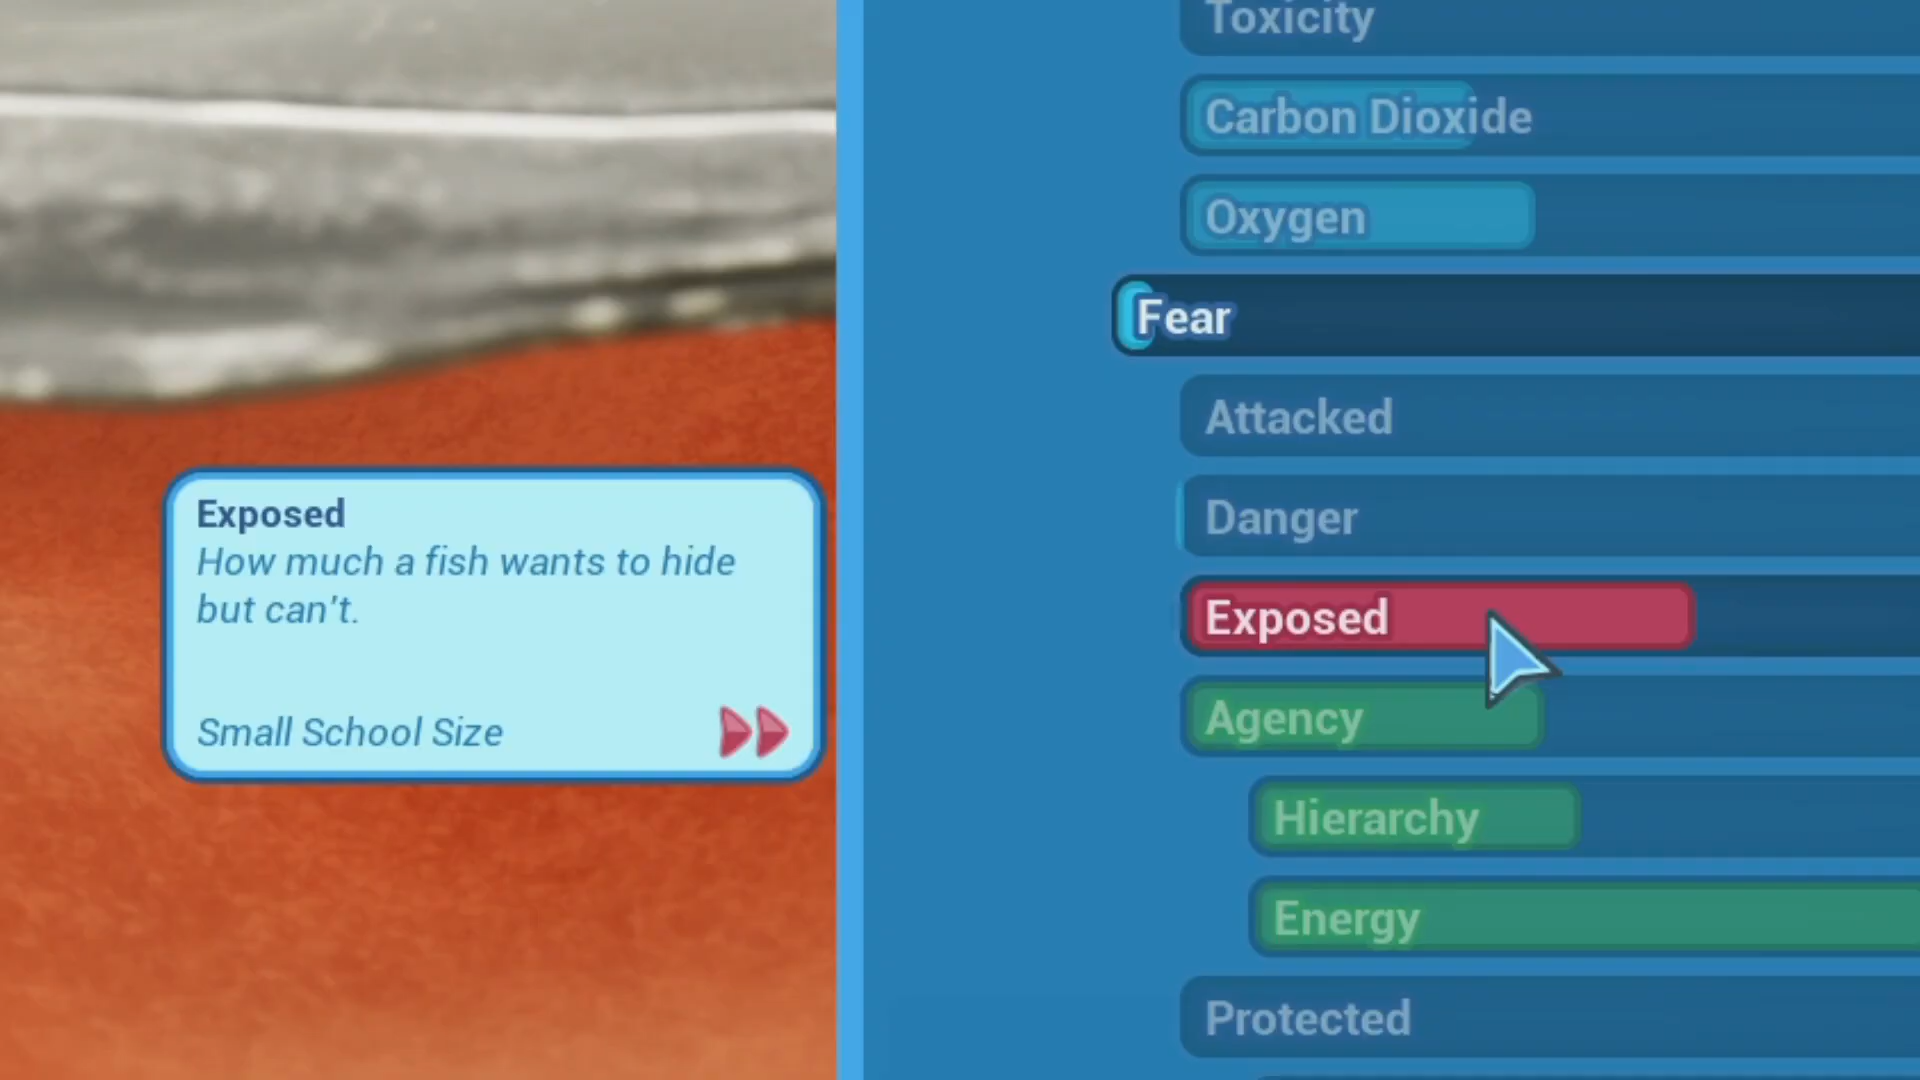 Toxicity
Carbon Dioxide
Oxygen
Fear
Attacked
Danger
Exposed
Agency
Hierarchy
Energy
Protected
Exposed
How much a fish wants to hide
but can't.
Small School Size